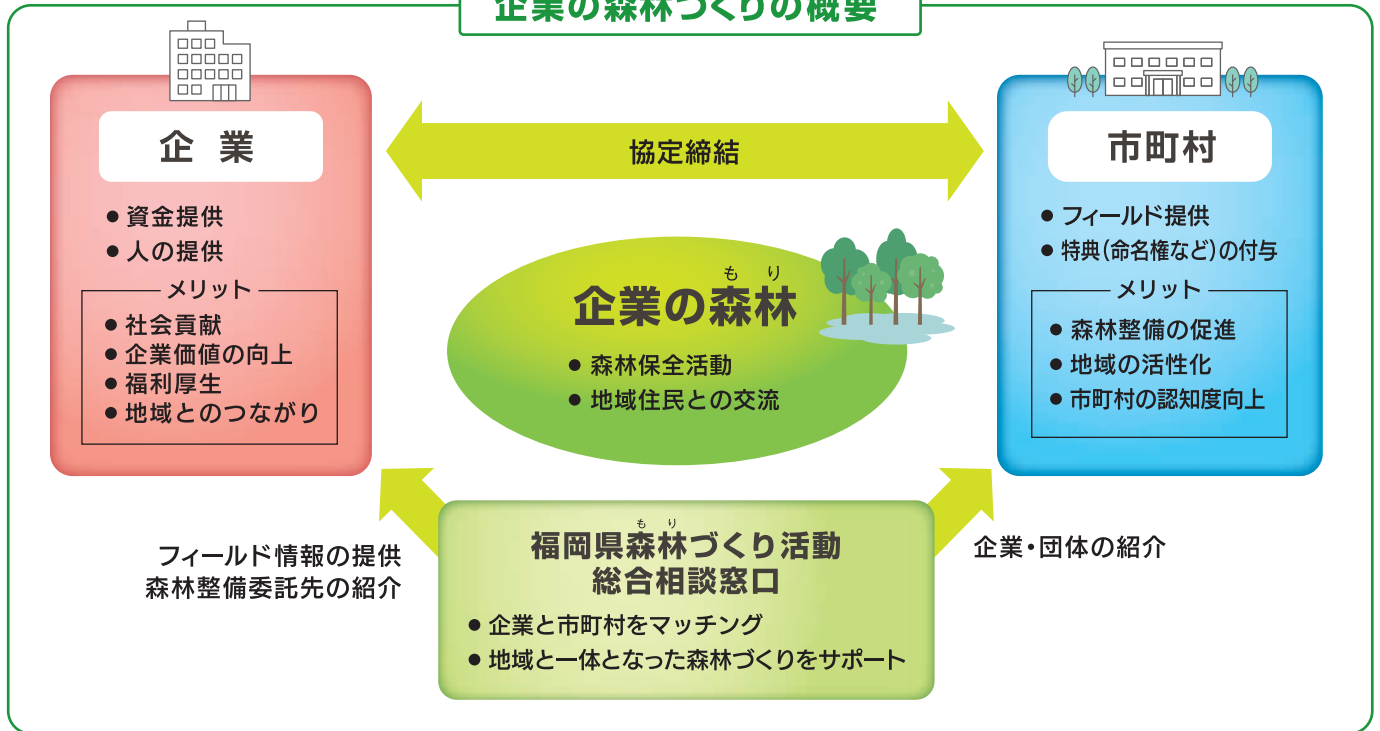 企業の森林づくりの概要
企 業
● 資金提供
● 人の提供
メリット
● 社会貢献
● 企業価値の向上
● 福利厚生
● 地域とのつながり
協定締結
市町村
● フィールド提供
● 特典(命名権など)の付与
メリット
● 森林整備の促進
● 地域の活性化
● 市町村の認知度向上
もり
企業の森林
● 森林保全活動
● 地域住民との交流
フィールド情報の提供
森林整備委託先の紹介
もり
福岡県森林づくり活動
総合相談窓口
● 企業と市町村をマッチング
● 地域と一体となった森林づくりをサポート
企業・団体の紹介